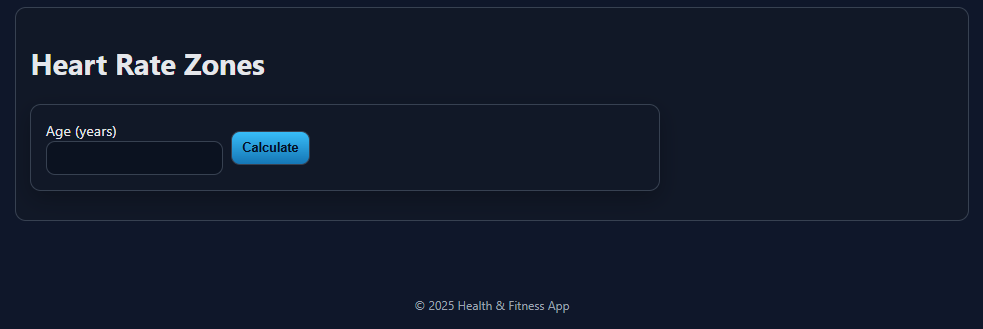 Heart Rate Zones
Age (years)
Calculate
© 2025 Health & Fitness App